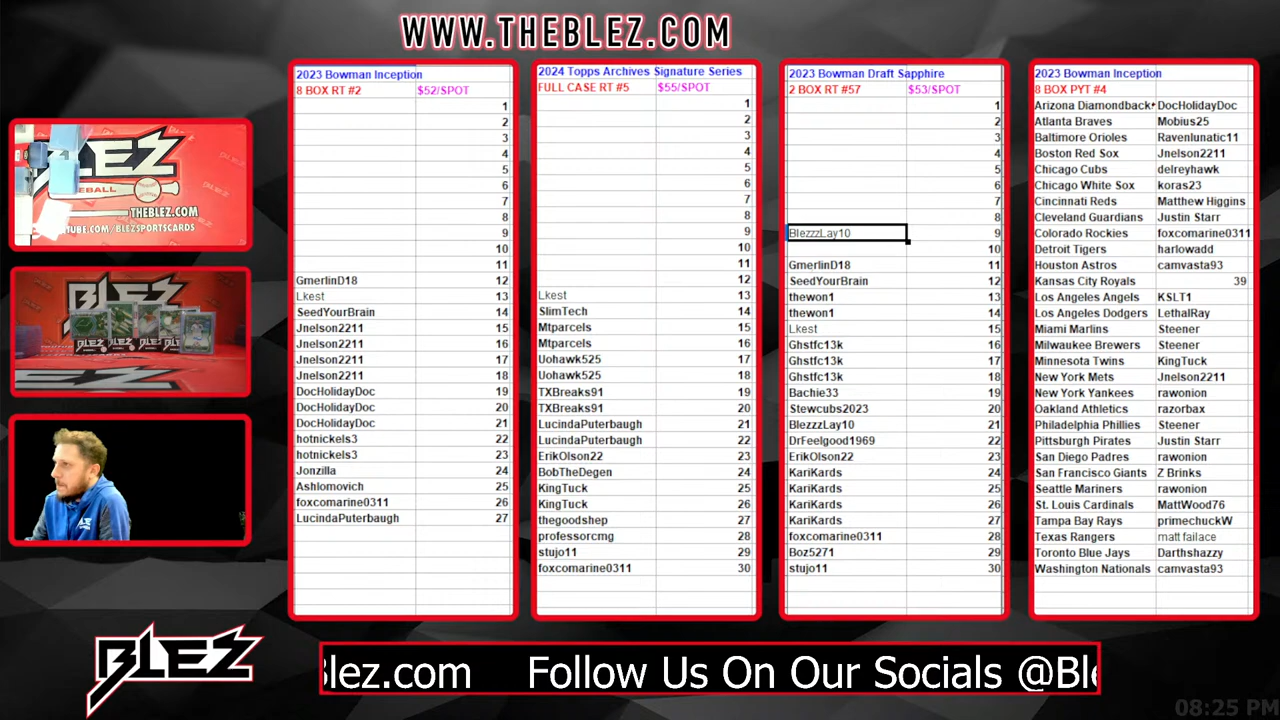 WWW.THEBLEZ.COM
BLEZ
BASEBALL
THEBLEZ.COM
YOUTUBE.COM/BLEZSPORTSCARDS
BLEZ
2023 Bowman Inception
8 BOX RT #2 $52/SPOT
1
2
3
4
5
6
7
8
9
10
11
GmerlinD18 12
Lkest 13
SeedYourBrain 14
Jnelson2211 15
Jnelson2211 16
Jnelson2211 17
Jnelson2211 18
DocHolidayDoc 19
DocHolidayDoc 20
DocHolidayDoc 21
hotnickels3 22
hotnickels3 23
Jonzilla 24
Ashlomovich 25
foxcomarine0311 26
LucindaPuterbaugh 27
2024 Topps Archives Signature Series
FULL CASE RT #5 $55/SPOT
1
2
3
4
5
6
7
8
9
10
11
12
Lkest 13
SlimTech 14
Mtparcels 15
Mtparcels 16
Uohawk525 17
Uohawk525 18
TXBreaks91 19
TXBreaks91 20
LucindaPuterbaugh 21
LucindaPuterbaugh 22
ErikOlson22 23
BobTheDegen 24
KingTuck 25
KingTuck 26
thegoodshep 27
professorcmg 28
stujo11 29
foxcomarine0311 30
2023 Bowman Draft Sapphire
2 BOX RT #57 $53/SPOT
1
2
3
4
5
6
7
8
BlezzzLay10 9
10
GmerlinD18 11
SeedYourBrain 12
thewon1 13
thewon1 14
Lkest 15
Ghstfc13k 16
Ghstfc13k 17
Ghstfc13k 18
Bachie33 19
Stewcubs2023 20
BlezzzLay10 21
DrFeelgood1969 22
ErikOlson22 23
KariKards 24
KariKards 25
KariKards 26
KariKards 27
foxcomarine0311 28
Boz5271 29
stujo11 30
2023 Bowman Inception
8 BOX PYT #4
Arizona Diamondback DocHolidayDoc
Atlanta Braves Mobius25
Baltimore Orioles Ravenlunatic11
Boston Red Sox Jnelson2211
Chicago Cubs delreyhawk
Chicago White Sox koras23
Cincinnati Reds Matthew Higgins
Cleveland Guardians Justin Starr
Colorado Rockies foxcomarine0311
Detroit Tigers harlowadd
Houston Astros camvasta93
Kansas City Royals 39
Los Angeles Angels KSLT1
Los Angeles Dodgers LethalRay
Miami Marlins Steener
Milwaukee Brewers Steener
Minnesota Twins KingTuck
New York Mets Jnelson2211
New York Yankees rawonion
Oakland Athletics razorbax
Philadelphia Phillies Steener
Pittsburgh Pirates Justin Starr
San Diego Padres rawonion
San Francisco Giants Z Brinks
Seattle Mariners rawonion
St. Louis Cardinals MattWood76
Tampa Bay Rays primechuckW
Texas Rangers matt failace
Toronto Blue Jays Darthshazzy
Washington Nationals camvasta93
BLEZ
Blez.com Follow Us On Our Socials @Ble
08:25 PM